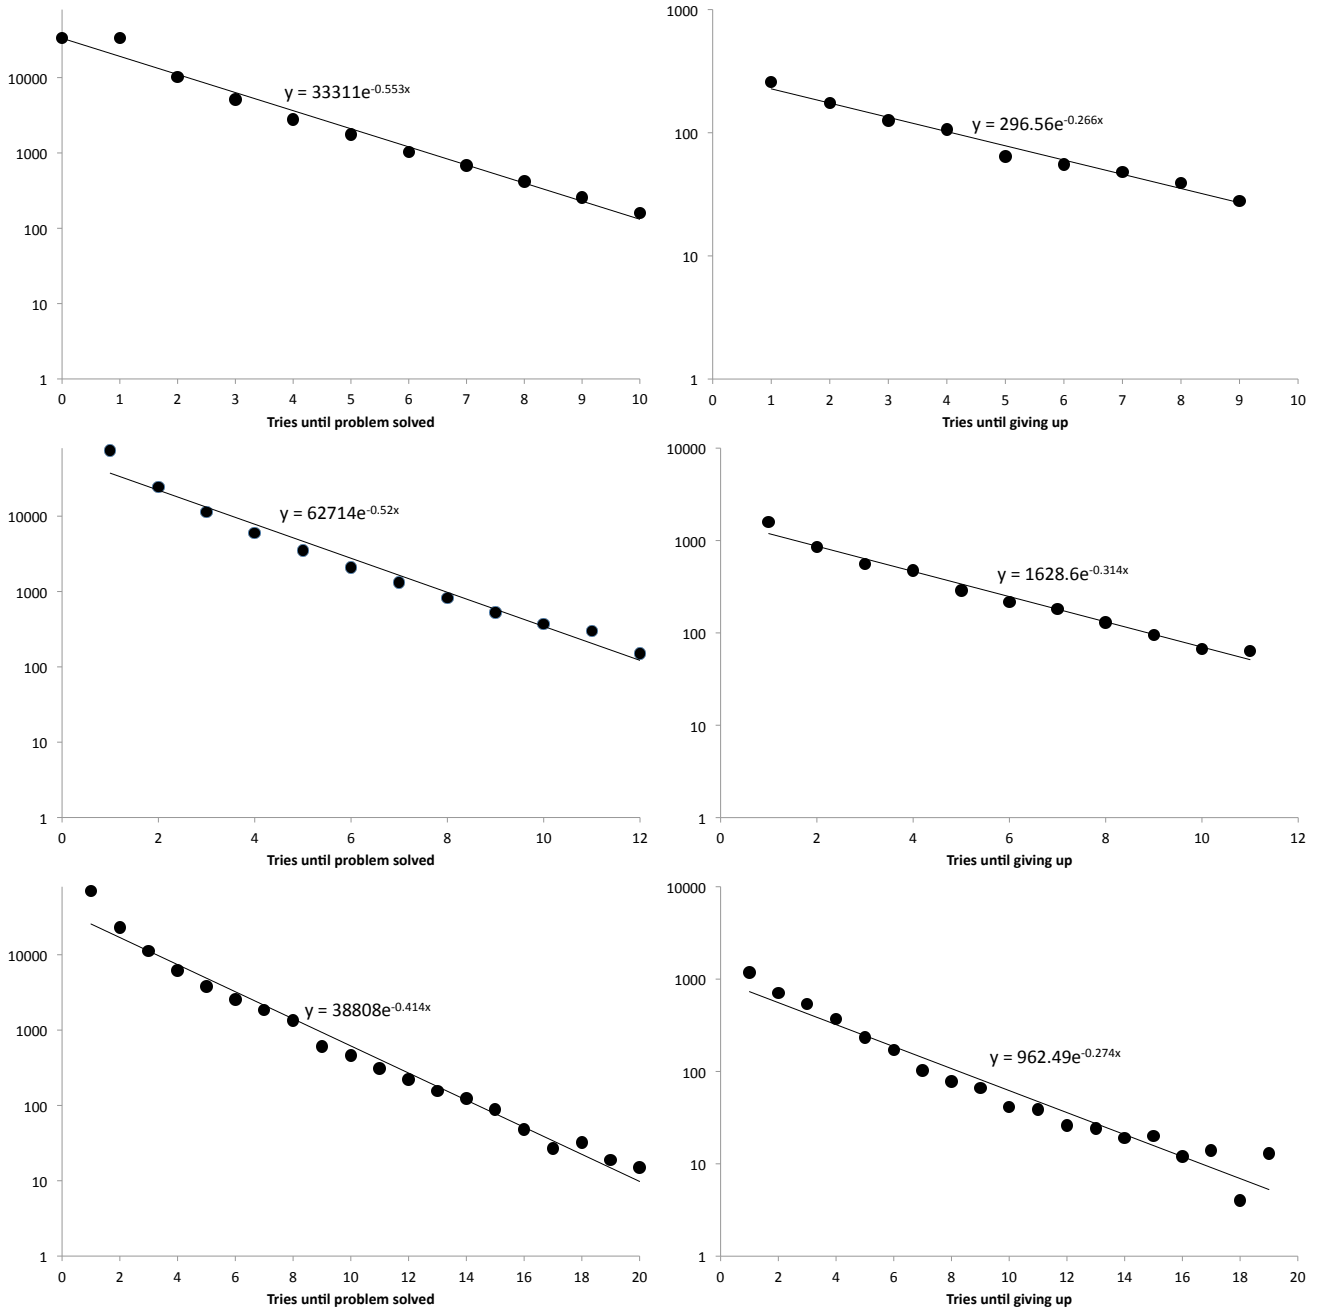 10000
1000
100
10
1
0 1 2 3 4 5 6 7 8 9 10
Tries until problem solved
y = 33311e-0.553x
1000
100
10
1
0 1 2 3 4 5 6 7 8 9 10
Tries until giving up
y = 296.56e-0.266x
10000
1000
100
10
1
0 2 4 6 8 10 12
Tries until problem solved
y = 62714e-0.52x
10000
1000
100
10
1
0 2 4 6 8 10 12
Tries until giving up
y = 1628.6e-0.314x
10000
1000
100
10
1
0 2 4 6 8 10 12 14 16 18 20
Tries until problem solved
y = 38808e-0.414x
10000
1000
100
10
1
0 2 4 6 8 10 12 14 16 18 20
Tries until giving up
y = 962.49e-0.274x